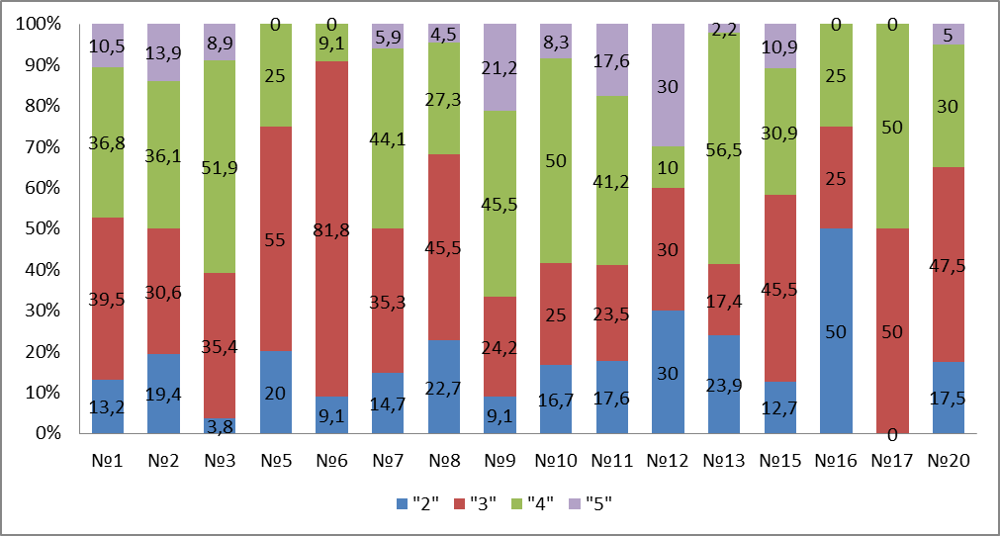 100%
90%
80%
70%
60%
50%
40%
30%
20%
10%
0%
10,5 13,9 8,9 0 0 5,9 4,5 21,2 8,3 17,6 30 2,2 10,9 0 0 5
36,8 36,1 51,9 25 9,1 44,1 27,3 45,5 50 41,2 10 56,5 30,9 25 50 30
39,5 30,6 35,4 55 81,8 35,3 45,5 24,2 25 23,5 30 17,4 45,5 25 50 47,5
13,2 19,4 3,8 20 9,1 14,7 22,7 9,1 16,7 17,6 30 23,9 12,7 50 0 17,5
№1 №2 №3 №5 №6 №7 №8 №9 №10 №11 №12 №13 №15 №16 №17 №20
"2" "3" "4" "5"